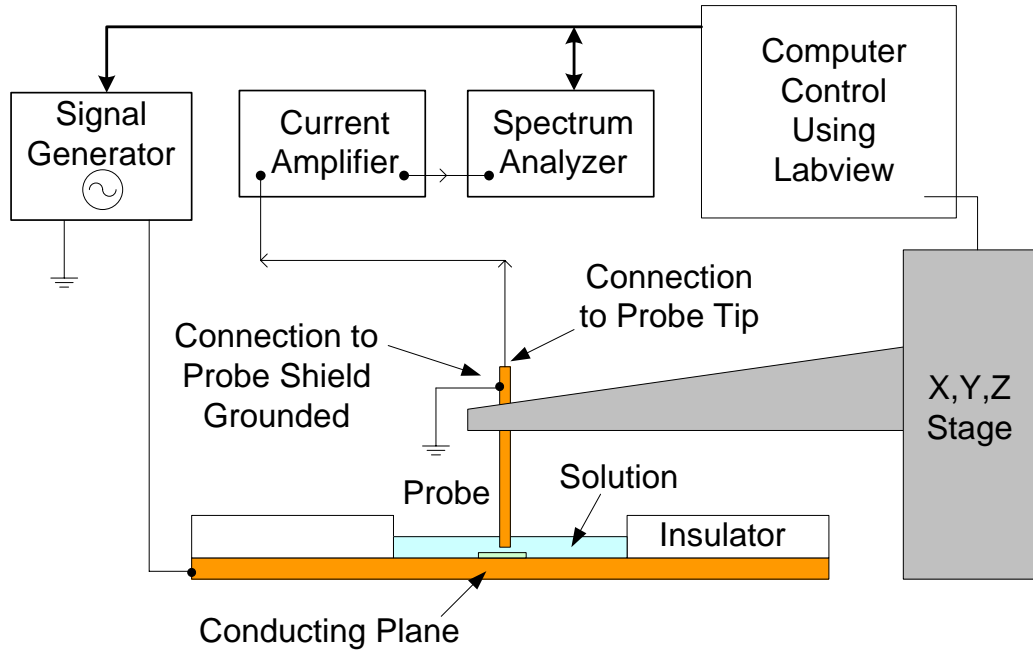 Signal
Generator
Current
Amplifier
Spectrum
Analyzer
Computer
Control
Using
Labview
Connection
to Probe Tip
Connection to
Probe Shield
Grounded
X,Y,Z
Stage
Probe
Solution
Insulator
Conducting Plane